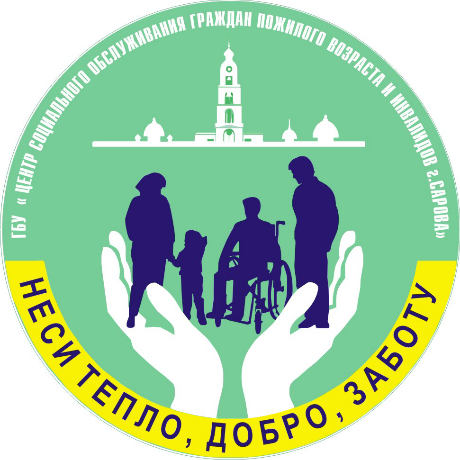 ГБУ « ЦЕНТР СОЦИАЛЬНОГО ОБСЛУЖИВАНИЯ ГРАЖДАН ПОЖИЛОГО ВОЗРАСТА И ИНВАЛИДОВ г.САРОВА»
НЕСИ ТЕПЛО, ДОБРО, ЗАБОТУ